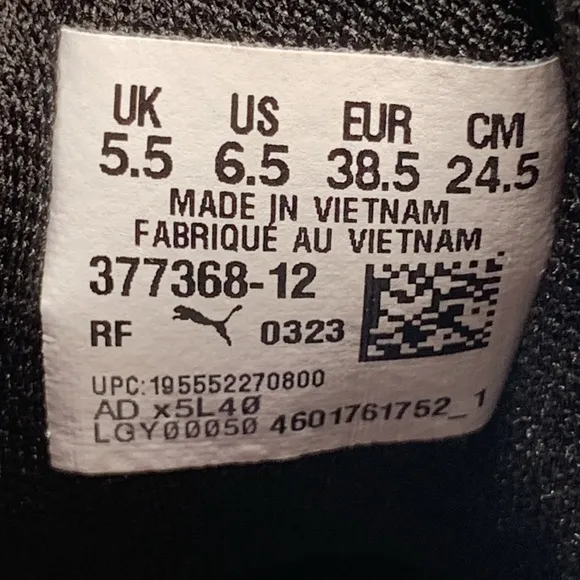 UK US EUR CM
5.5 6.5 38.5 24.5
MADE IN VIETNAM
FABRIQUÉ AU VIETNAM
377368-12
RF 0323
UPC:195552270800
AD x5L40
LGY00050 4601761752_1